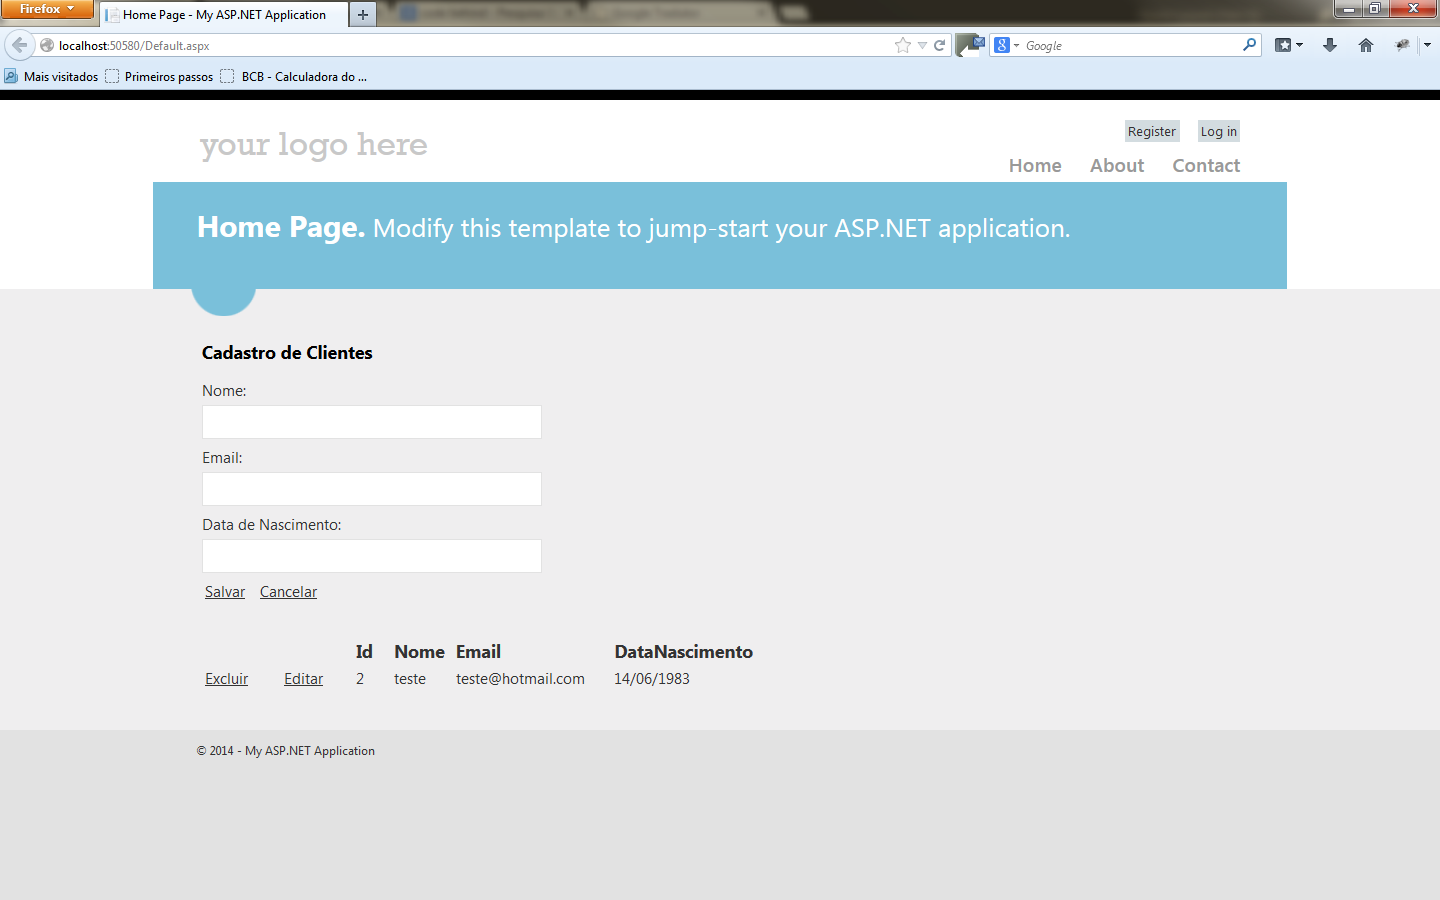 Firefox
Home Page - My ASP.NET Application
localhost:50580/Default.aspx
Google
Mais visitados
Primeiros passos
BCB - Calculadora do ...
your logo here
Register
Log in
Home
About
Contact
Home Page. Modify this template to jump-start your ASP.NET application.
Cadastro de Clientes
Nome:
Email:
Data de Nascimento:
Salvar
Cancelar
Id Nome Email DataNascimento
Excluir Editar 2 teste teste@hotmail.com 14/06/1983
© 2014 - My ASP.NET Application